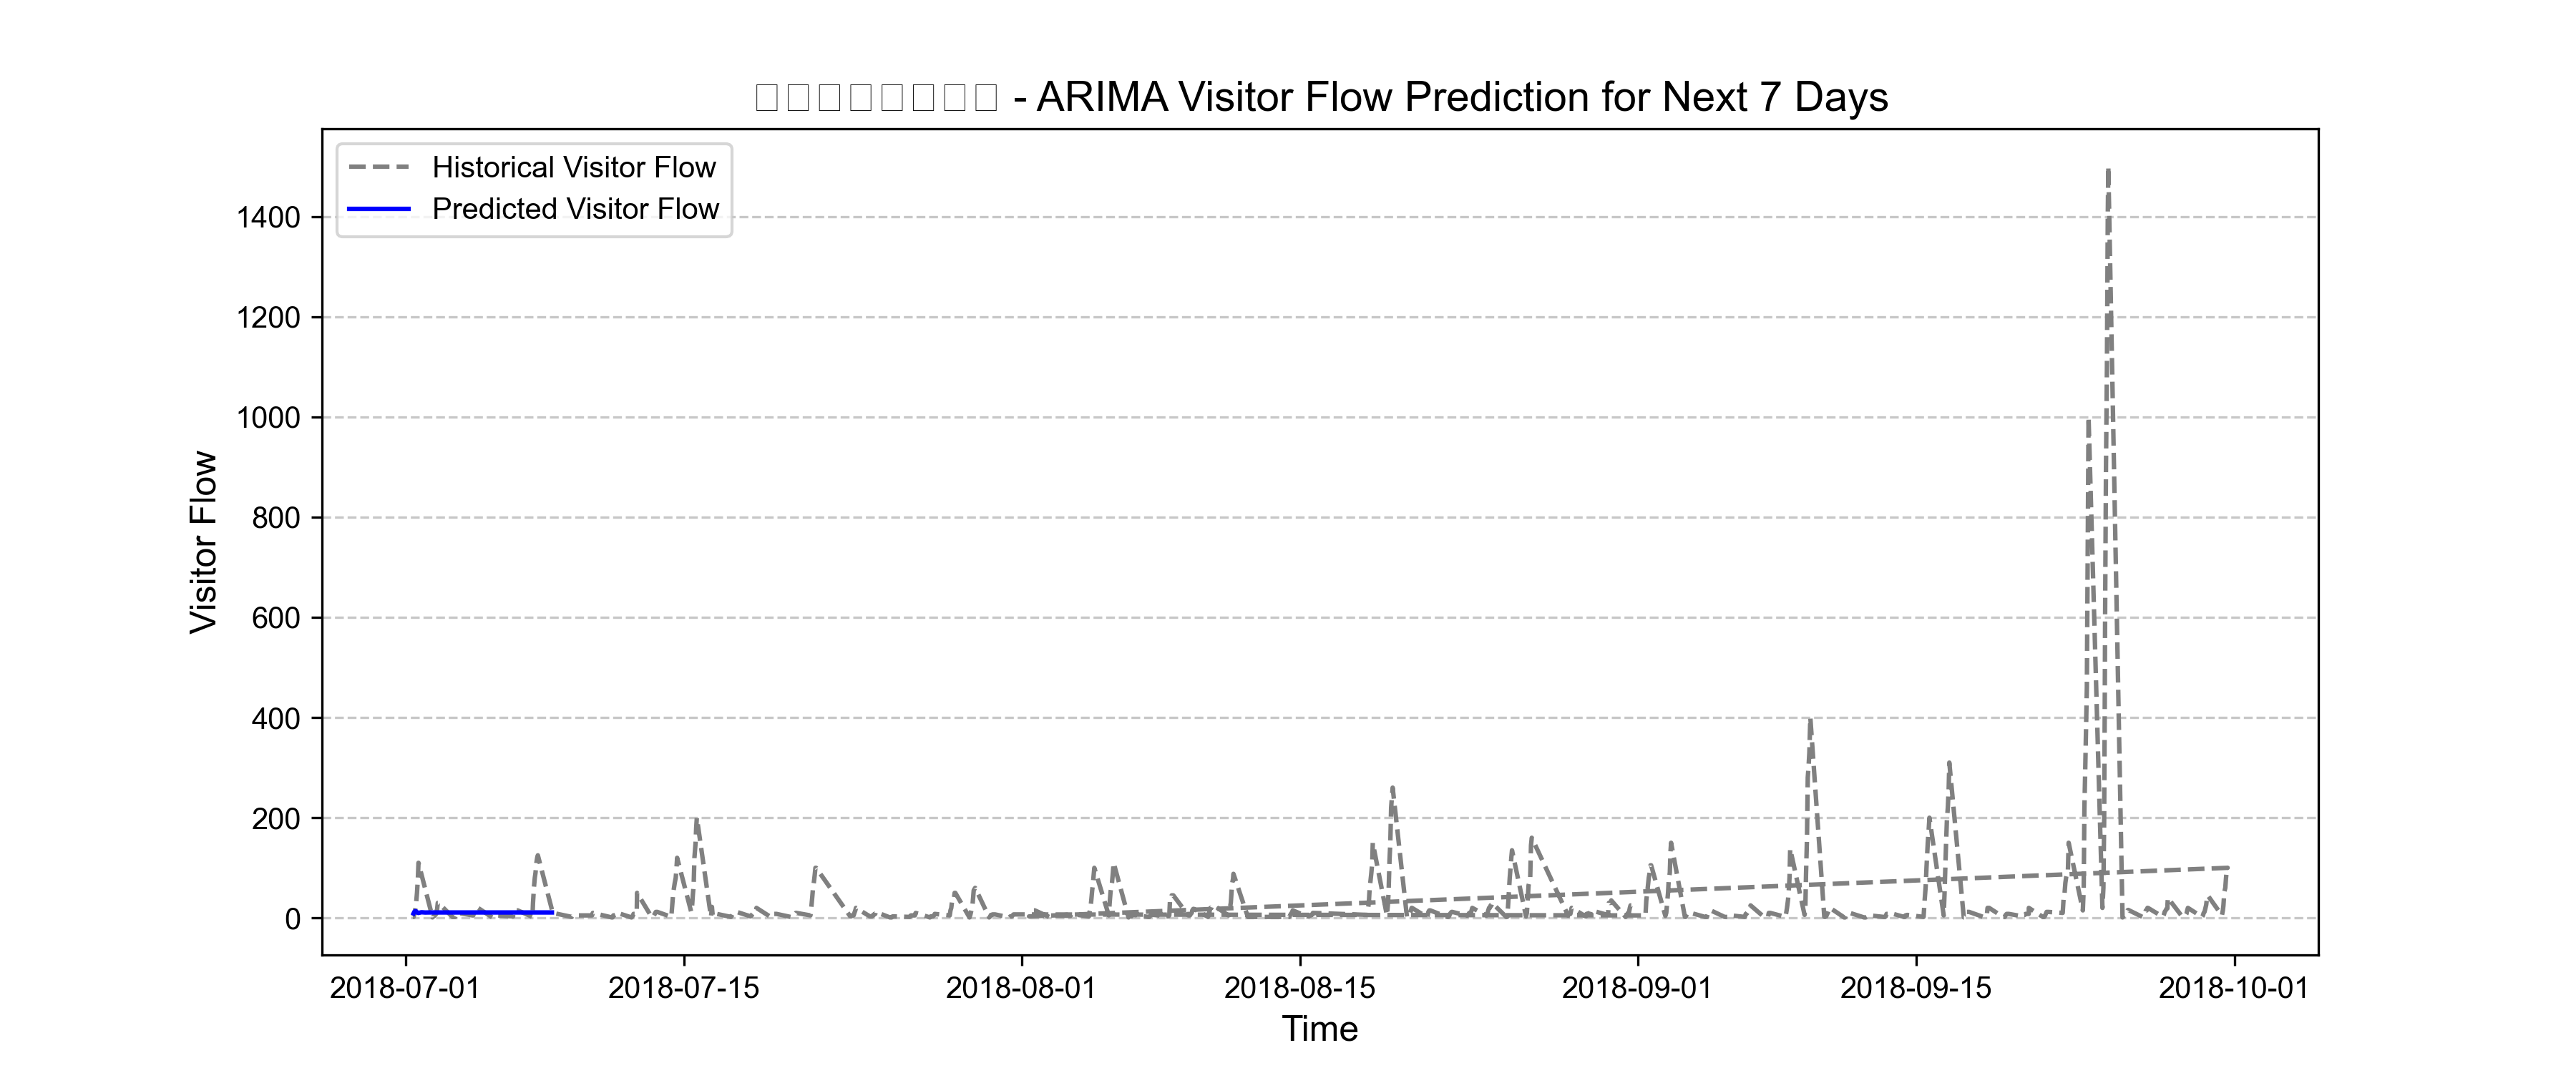 □□□□□□□□ - ARIMA Visitor Flow Prediction for Next 7 Days
Historical Visitor Flow
Predicted Visitor Flow
Visitor Flow
1400
1200
1000
800
600
400
200
0
2018-07-01 2018-07-15 2018-08-01 2018-08-15 2018-09-01 2018-09-15 2018-10-01
Time